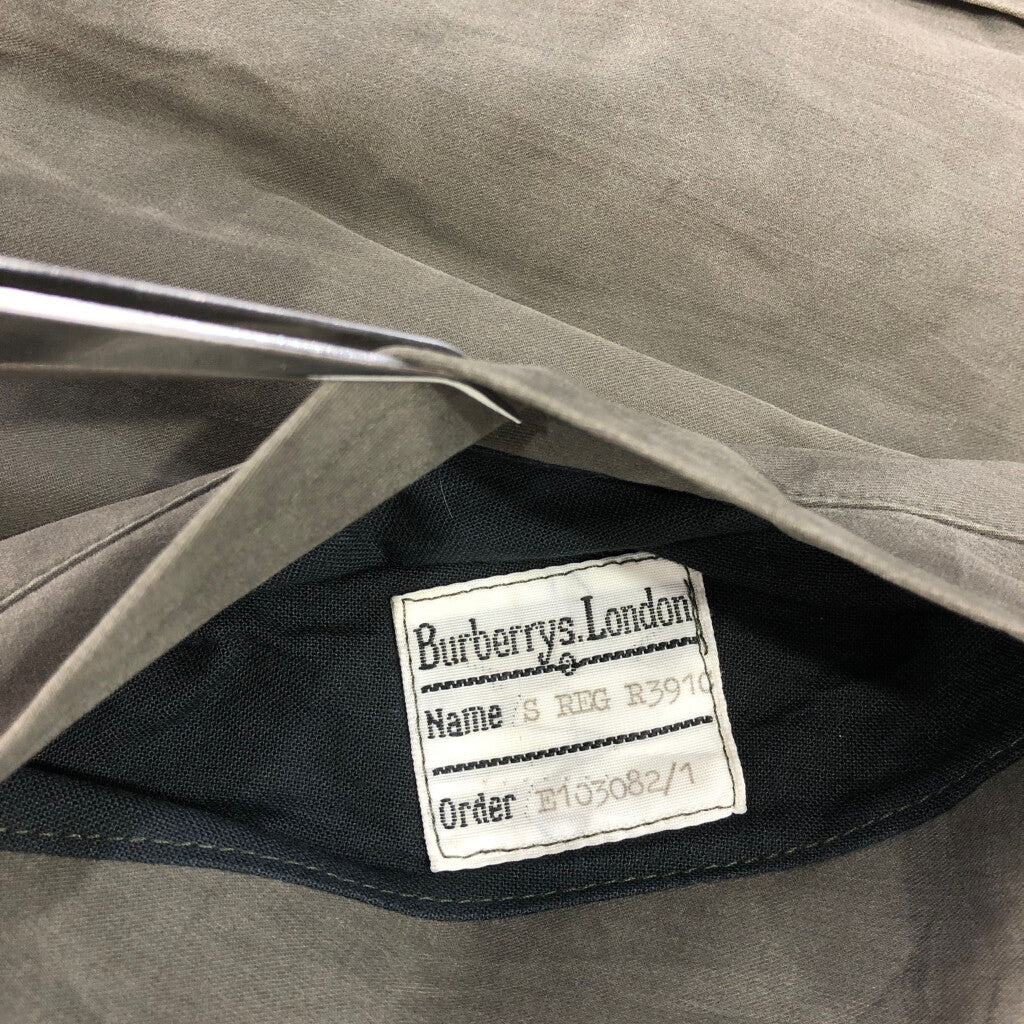 Burberrys. London
Name S REG R3910
Order E103082/1